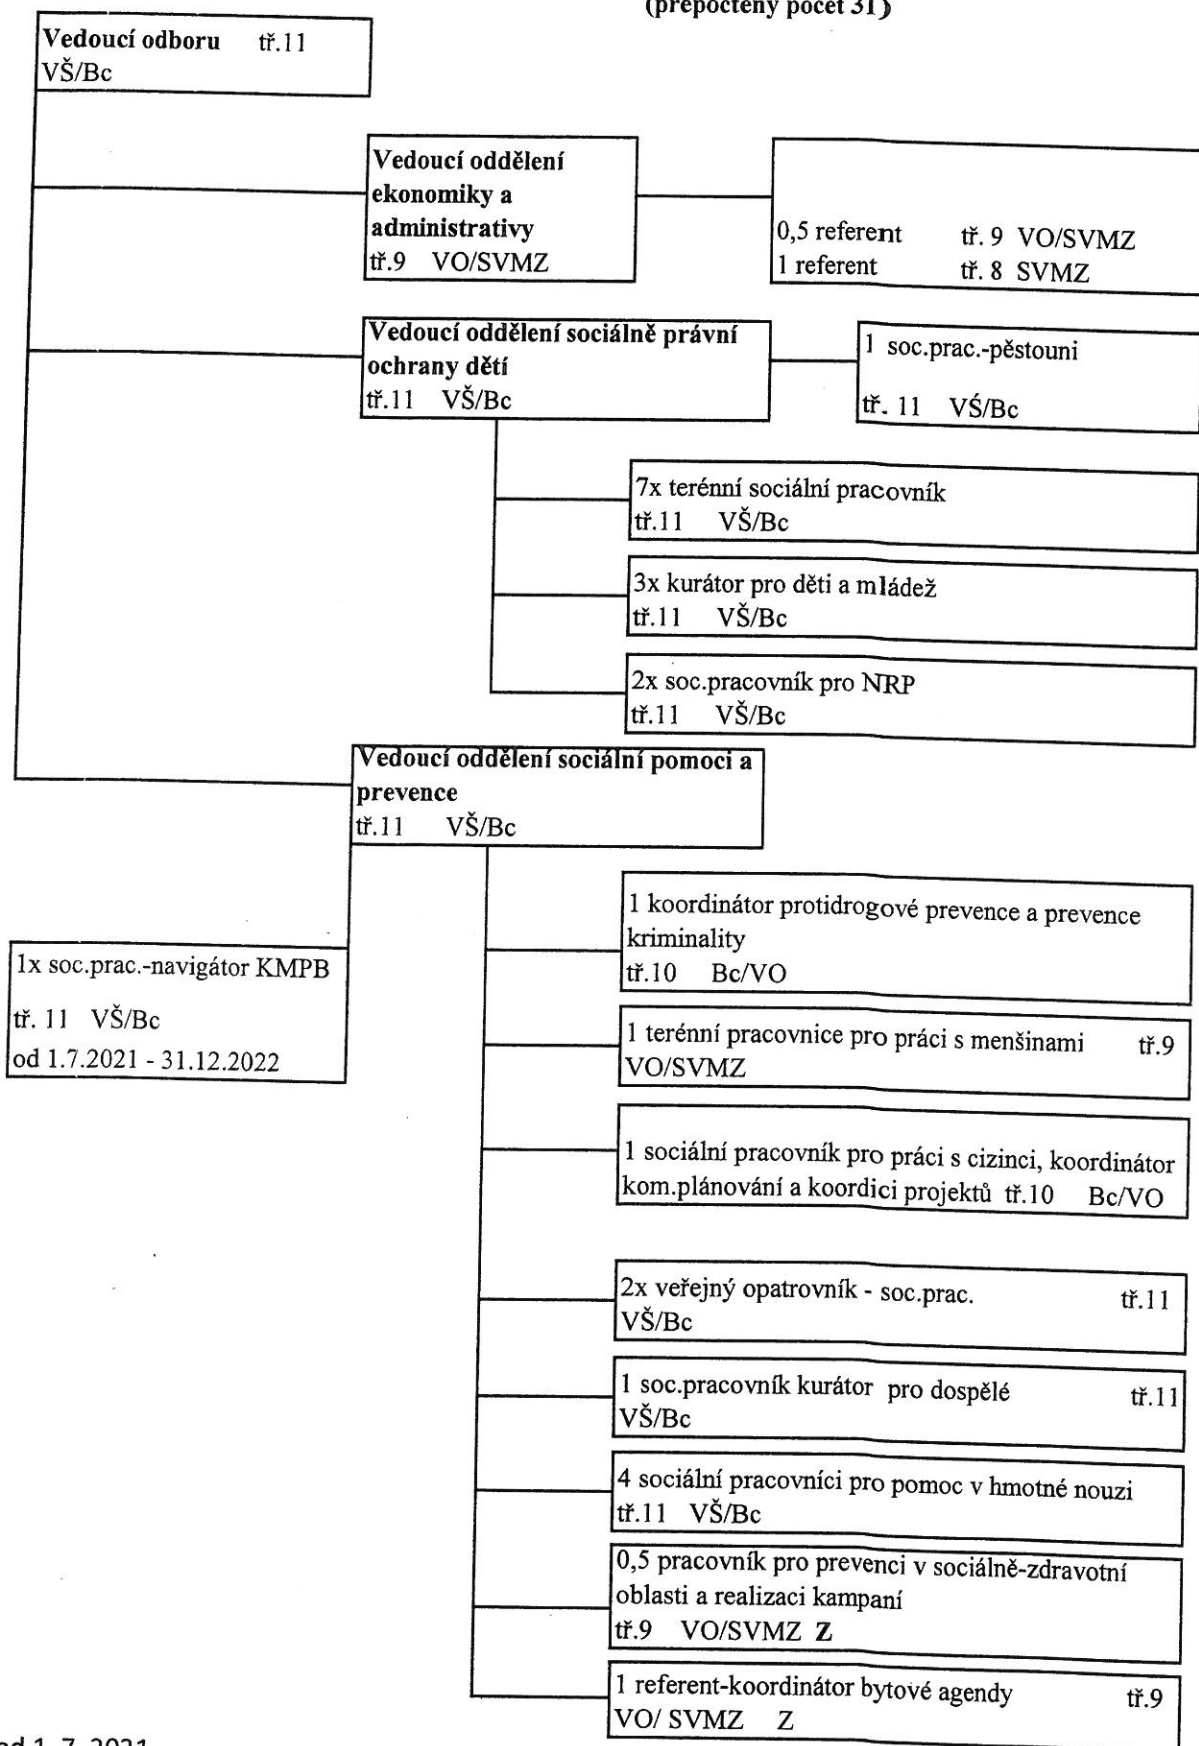 (přepočtený počet 31)
Vedoucí odboru tř.11
VŠ/Bc
Vedoucí oddělení
ekonomiky a
administrativy
tř.9 VO/SVMZ
0,5 referent tř. 9 VO/SVMZ
1 referent tř. 8 SVMZ
Vedoucí oddělení sociálně právní
ochrany dětí
tř.11 VŠ/Bc
1 soc.prac.-pěstouni
tř. 11 VŠ/Bc
7x terénní sociální pracovník
tř.11 VŠ/Bc
3x kurátor pro děti a mládež
tř.11 VŠ/Bc
2x soc.pracovník pro NRP
tř.11 VŠ/Bc
Vedoucí oddělení sociální pomoci a
prevence
tř.11 VŠ/Bc
1x soc.prac.-navigátor KMPB
tř. 11 VŠ/Bc
od 1.7.2021 - 31.12.2022
1 koordinátor protidrogové prevence a prevence
kriminality
tř.10 Bc/VO
1 terénní pracovnice pro práci s menšinami tř.9
VO/SVMZ
1 sociální pracovník pro práci s cizinci, koordinátor
kom.plánování a koordici projektů tř.10 Bc/VO
2x veřejný opatrovník - soc.prac. tř.11
VŠ/Bc
1 soc.pracovník kurátor pro dospělé tř.11
VŠ/Bc
4 sociální pracovníci pro pomoc v hmotné nouzi
tř.11 VŠ/Bc
0,5 pracovník pro prevenci v sociálně-zdravotní
oblasti a realizaci kampaní
tř.9 VO/SVMZ Z
1 referent-koordinátor bytové agendy tř.9
VO/ SVMZ Z
od 1. 7. 2021